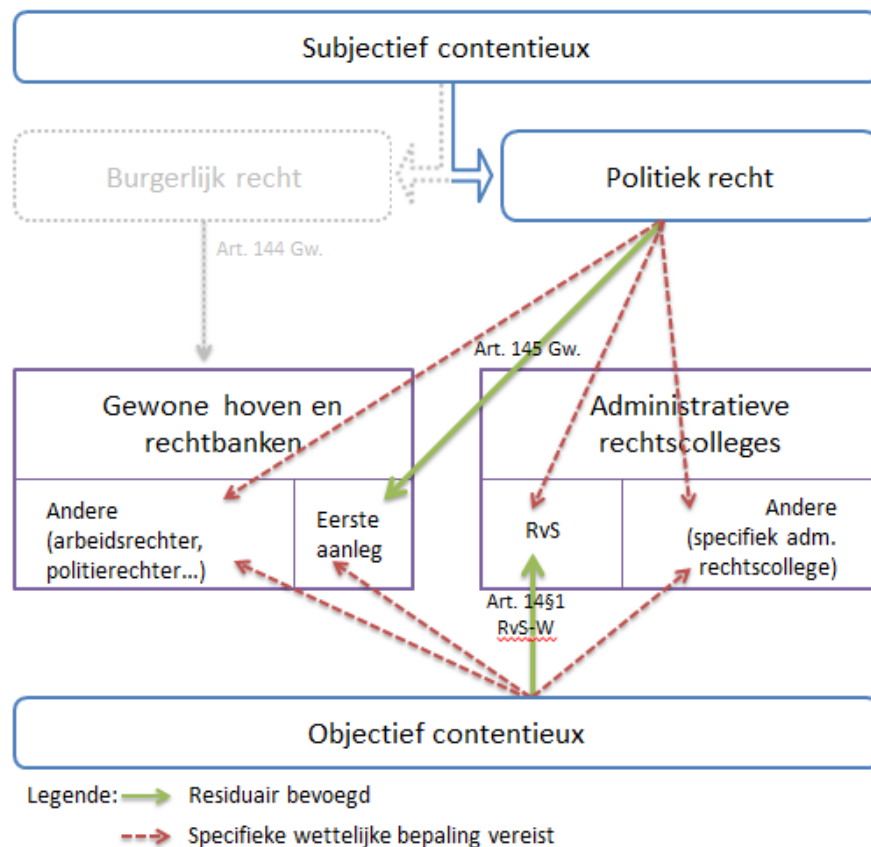 Subjectief contentieux
Burgerlijk recht
Politiek recht
Art. 144 Gw.
Art. 145 Gw.
Gewone hoven en
rechtbanken
Administratieve
rechtscolleges
Andere
(arbeidsrechter,
politierechter...)
Eerste
aanleg
RvS
Andere
(specifiek adm.
rechtscollege)
Art. 14§1
RvS-W
Objectief contentieux
Legende:
Residuair bevoegd
Specifieke wettelijke bepaling vereist